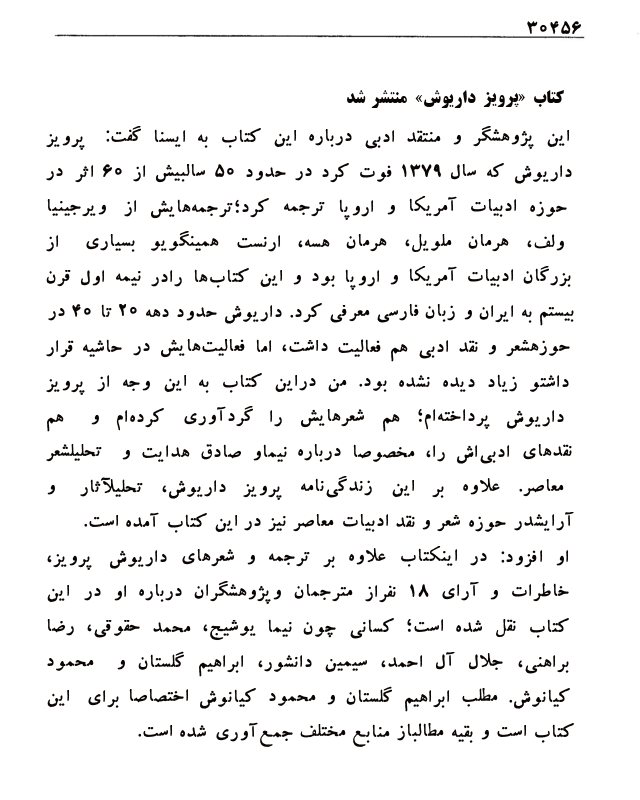 ۳۰۴۵۶
کتاب «پرویز داریوش» منتشر شد
این پژوهشگر و منتقد ادبی درباره این کتاب به ایسنا گفت: پرویز
داریوش که سال ۱۳۷۹ فوت کرد در حدود ۵۰ سالبیش از ۶۰ اثر در
حوزه ادبیات آمریکا و اروپا ترجمه کرد؛ترجمه‌هایش از ویرجینیا
ولف، هرمان ملویل، هرمان هسه، ارنست همینگویو بسیاری از
بزرگان ادبیات آمریکا و اروپا بود و این کتاب‌ها رادر نیمه اول قرن
بیستم به ایران و زبان فارسی معرفی کرد. داریوش حدود دهه ۲۰ تا ۴۰ در
حوزهشعر و نقد ادبی هم فعالیت داشت، اما فعالیت‌هایش در حاشیه قرار
داشتو زیاد دیده نشده بود. من دراین کتاب به این وجه از پرویز
داریوش پرداخته‌ام؛ هم شعرهایش را گردآوری کرده‌ام و هم
نقدهای ادبی‌اش را، مخصوصا درباره نیماو صادق هدایت و تحلیلشعر
معاصر. علاوه بر این زندگی‌نامه پرویز داریوش، تحلیلآثار و
آرایشدر حوزه شعر و نقد ادبیات معاصر نیز در این کتاب آمده است.
او افزود: در اینکتاب علاوه بر ترجمه و شعرهای داریوش پرویز،
خاطرات و آرای ۱۸ نفراز مترجمان وپژوهشگران درباره او در این
کتاب نقل شده است؛ کسانی چون نیما یوشیج، محمد حقوقی، رضا
براهنی، جلال آل احمد، سیمین دانشور، ابراهیم گلستان و محمود
کیانوش. مطلب ابراهیم گلستان و محمود کیانوش اختصاصا برای این
کتاب است و بقیه مطالباز منابع مختلف جمع‌آوری شده است.